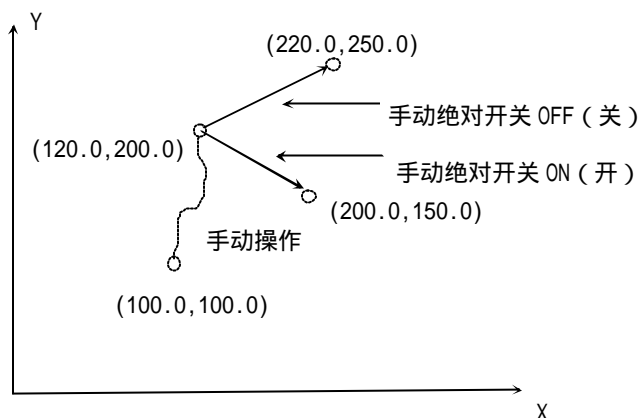 Y
(220.0,250.0)
手动绝对开关 OFF（关）
(120.0,200.0)
手动绝对开关 ON（开）
(200.0,150.0)
手动操作
(100.0,100.0)
X